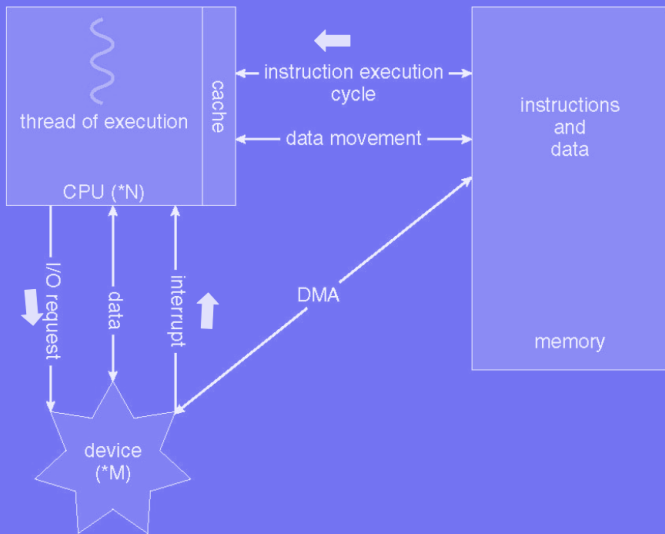 thread of execution
cache
CPU (*N)
instruction execution
cycle
data movement
instructions
and
data
memory
I/O request
data
interrupt
DMA
device
(*M)